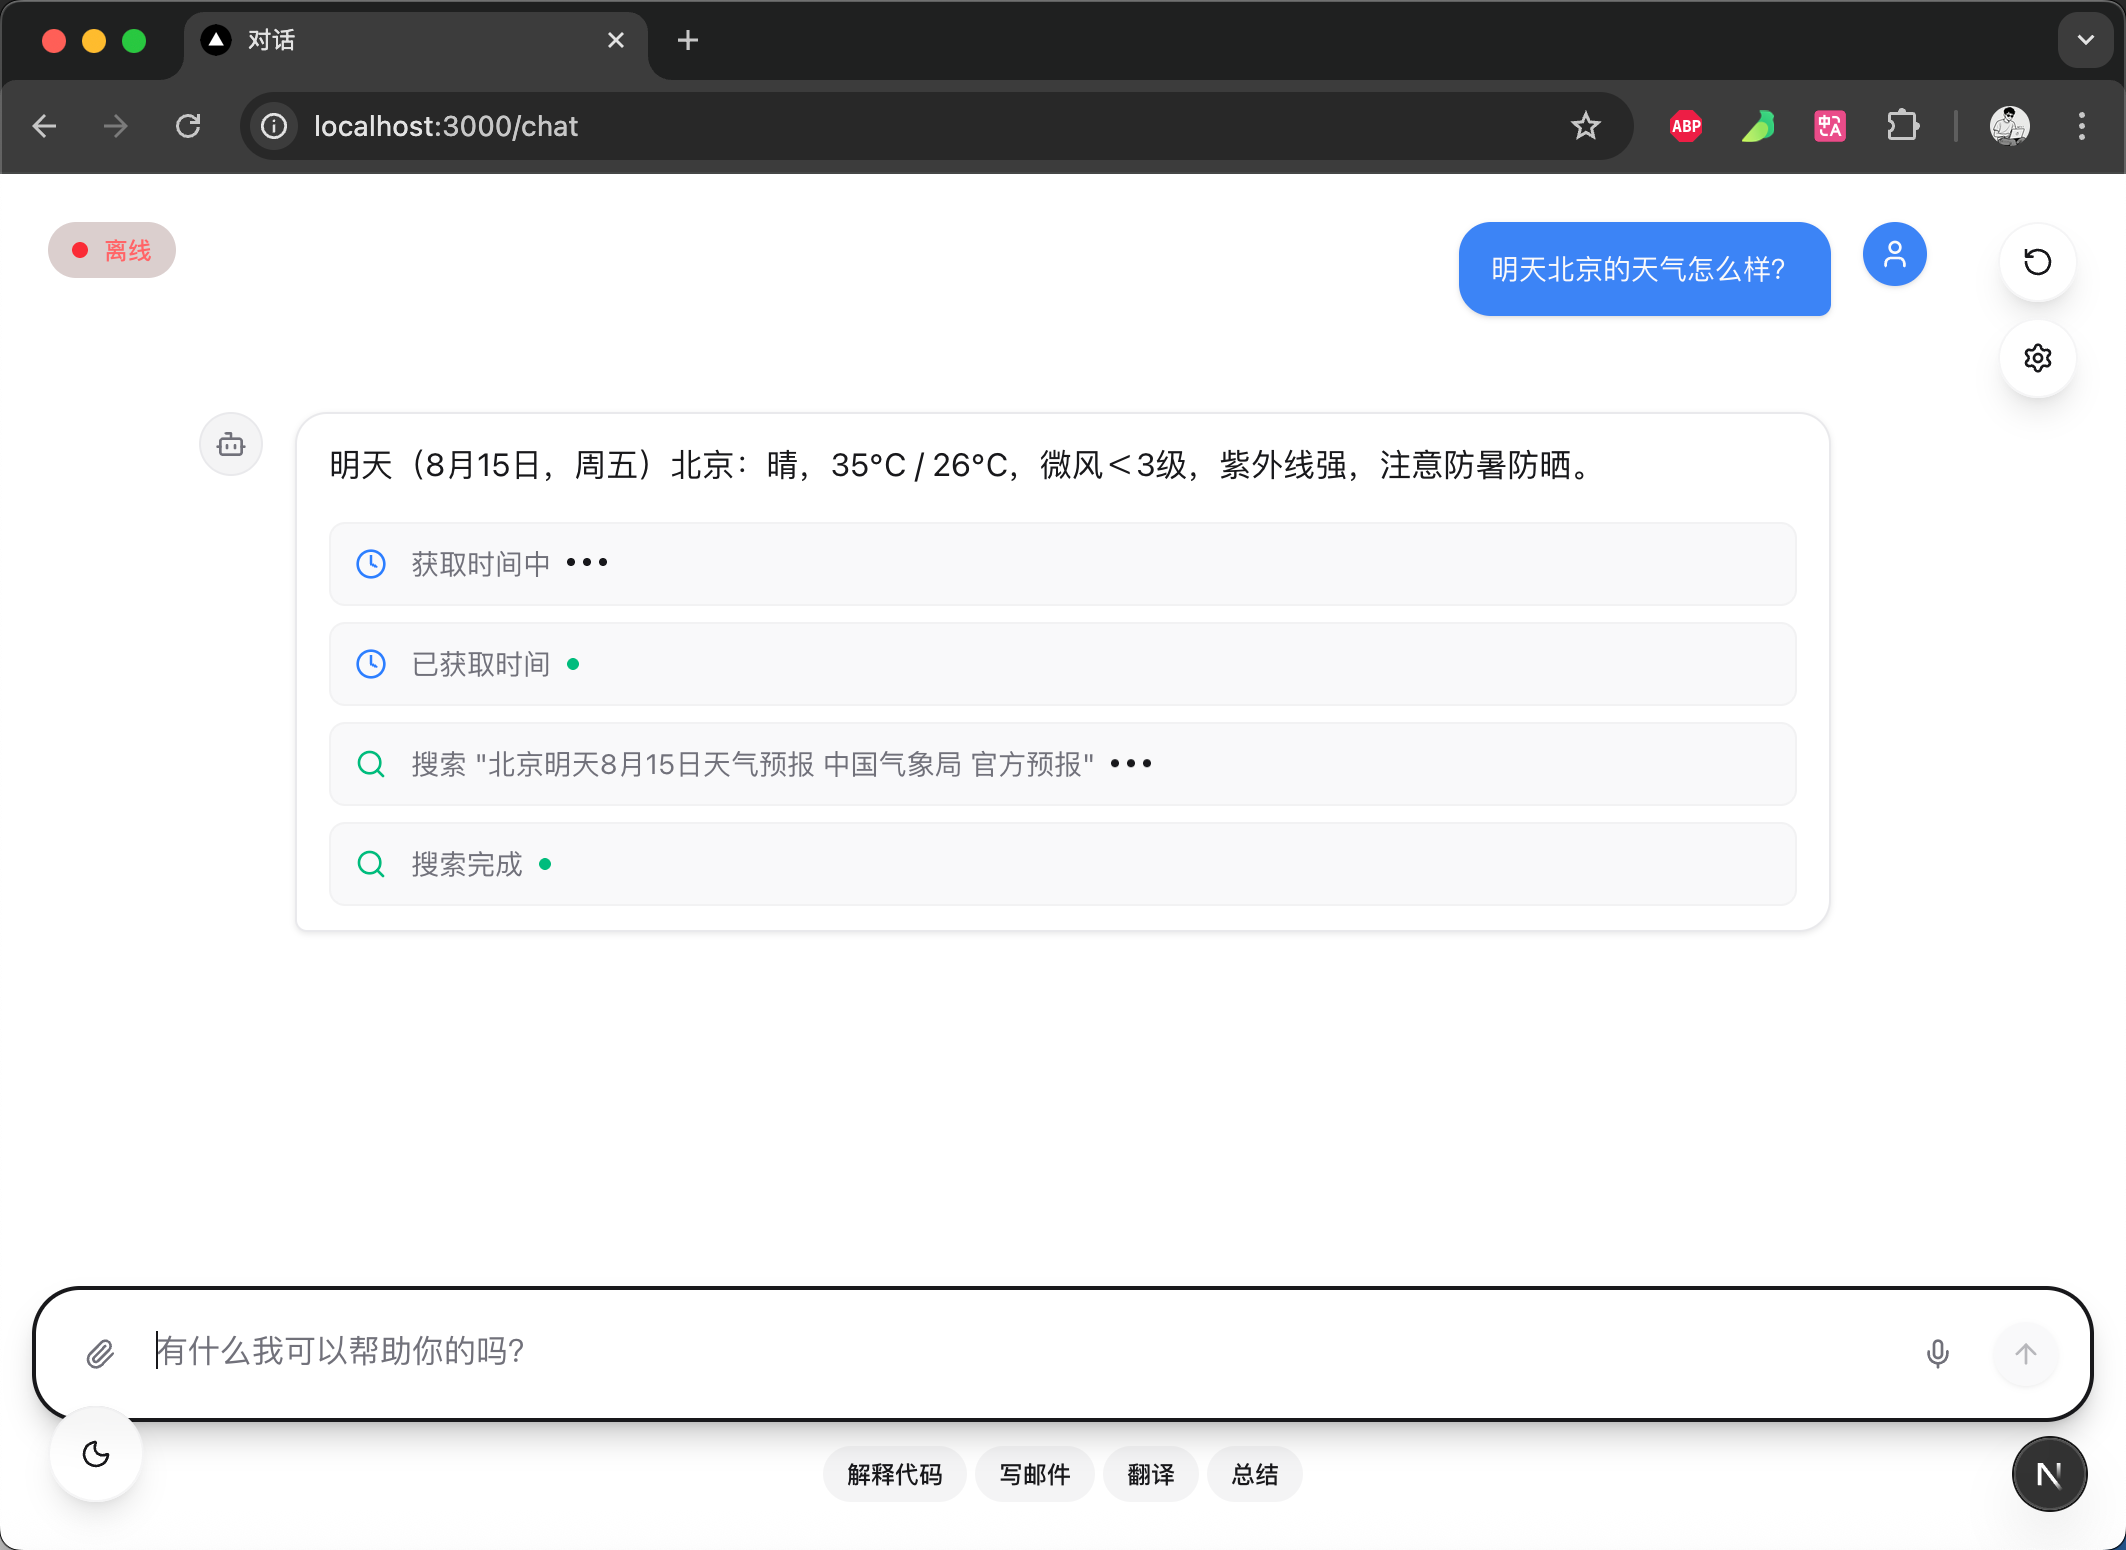 对话
localhost:3000/chat
ABP
中A
离线
明天北京的天气怎么样?
明天（8月15日，周五）北京：晴，35°C / 26°C，微风＜3级，紫外线强，注意防暑防晒。
获取时间中
已获取时间
搜索 "北京明天8月15日天气预报 中国气象局 官方预报"
搜索完成
有什么我可以帮助你的吗?
解释代码 写邮件 翻译 总结
N